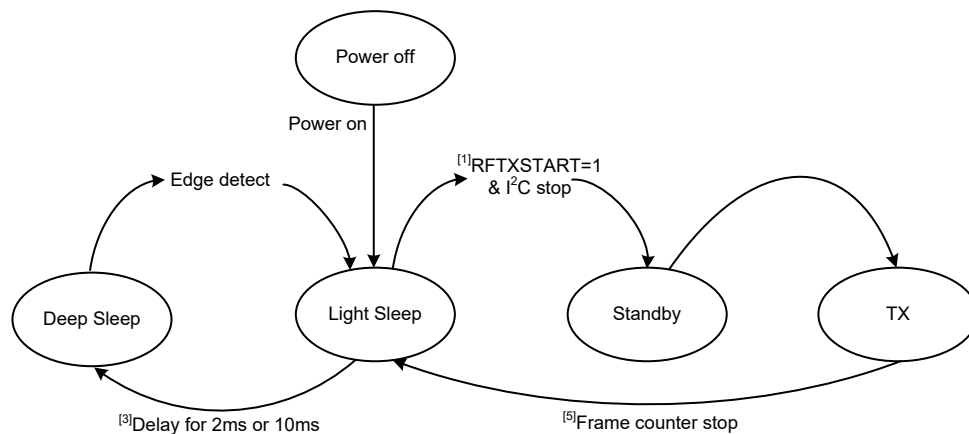 Power off
Power on
[1]RFTXSTART=1
& I²C stop
Edge detect
Deep Sleep
Light Sleep
Standby
TX
[3]Delay for 2ms or 10ms
[5]Frame counter stop